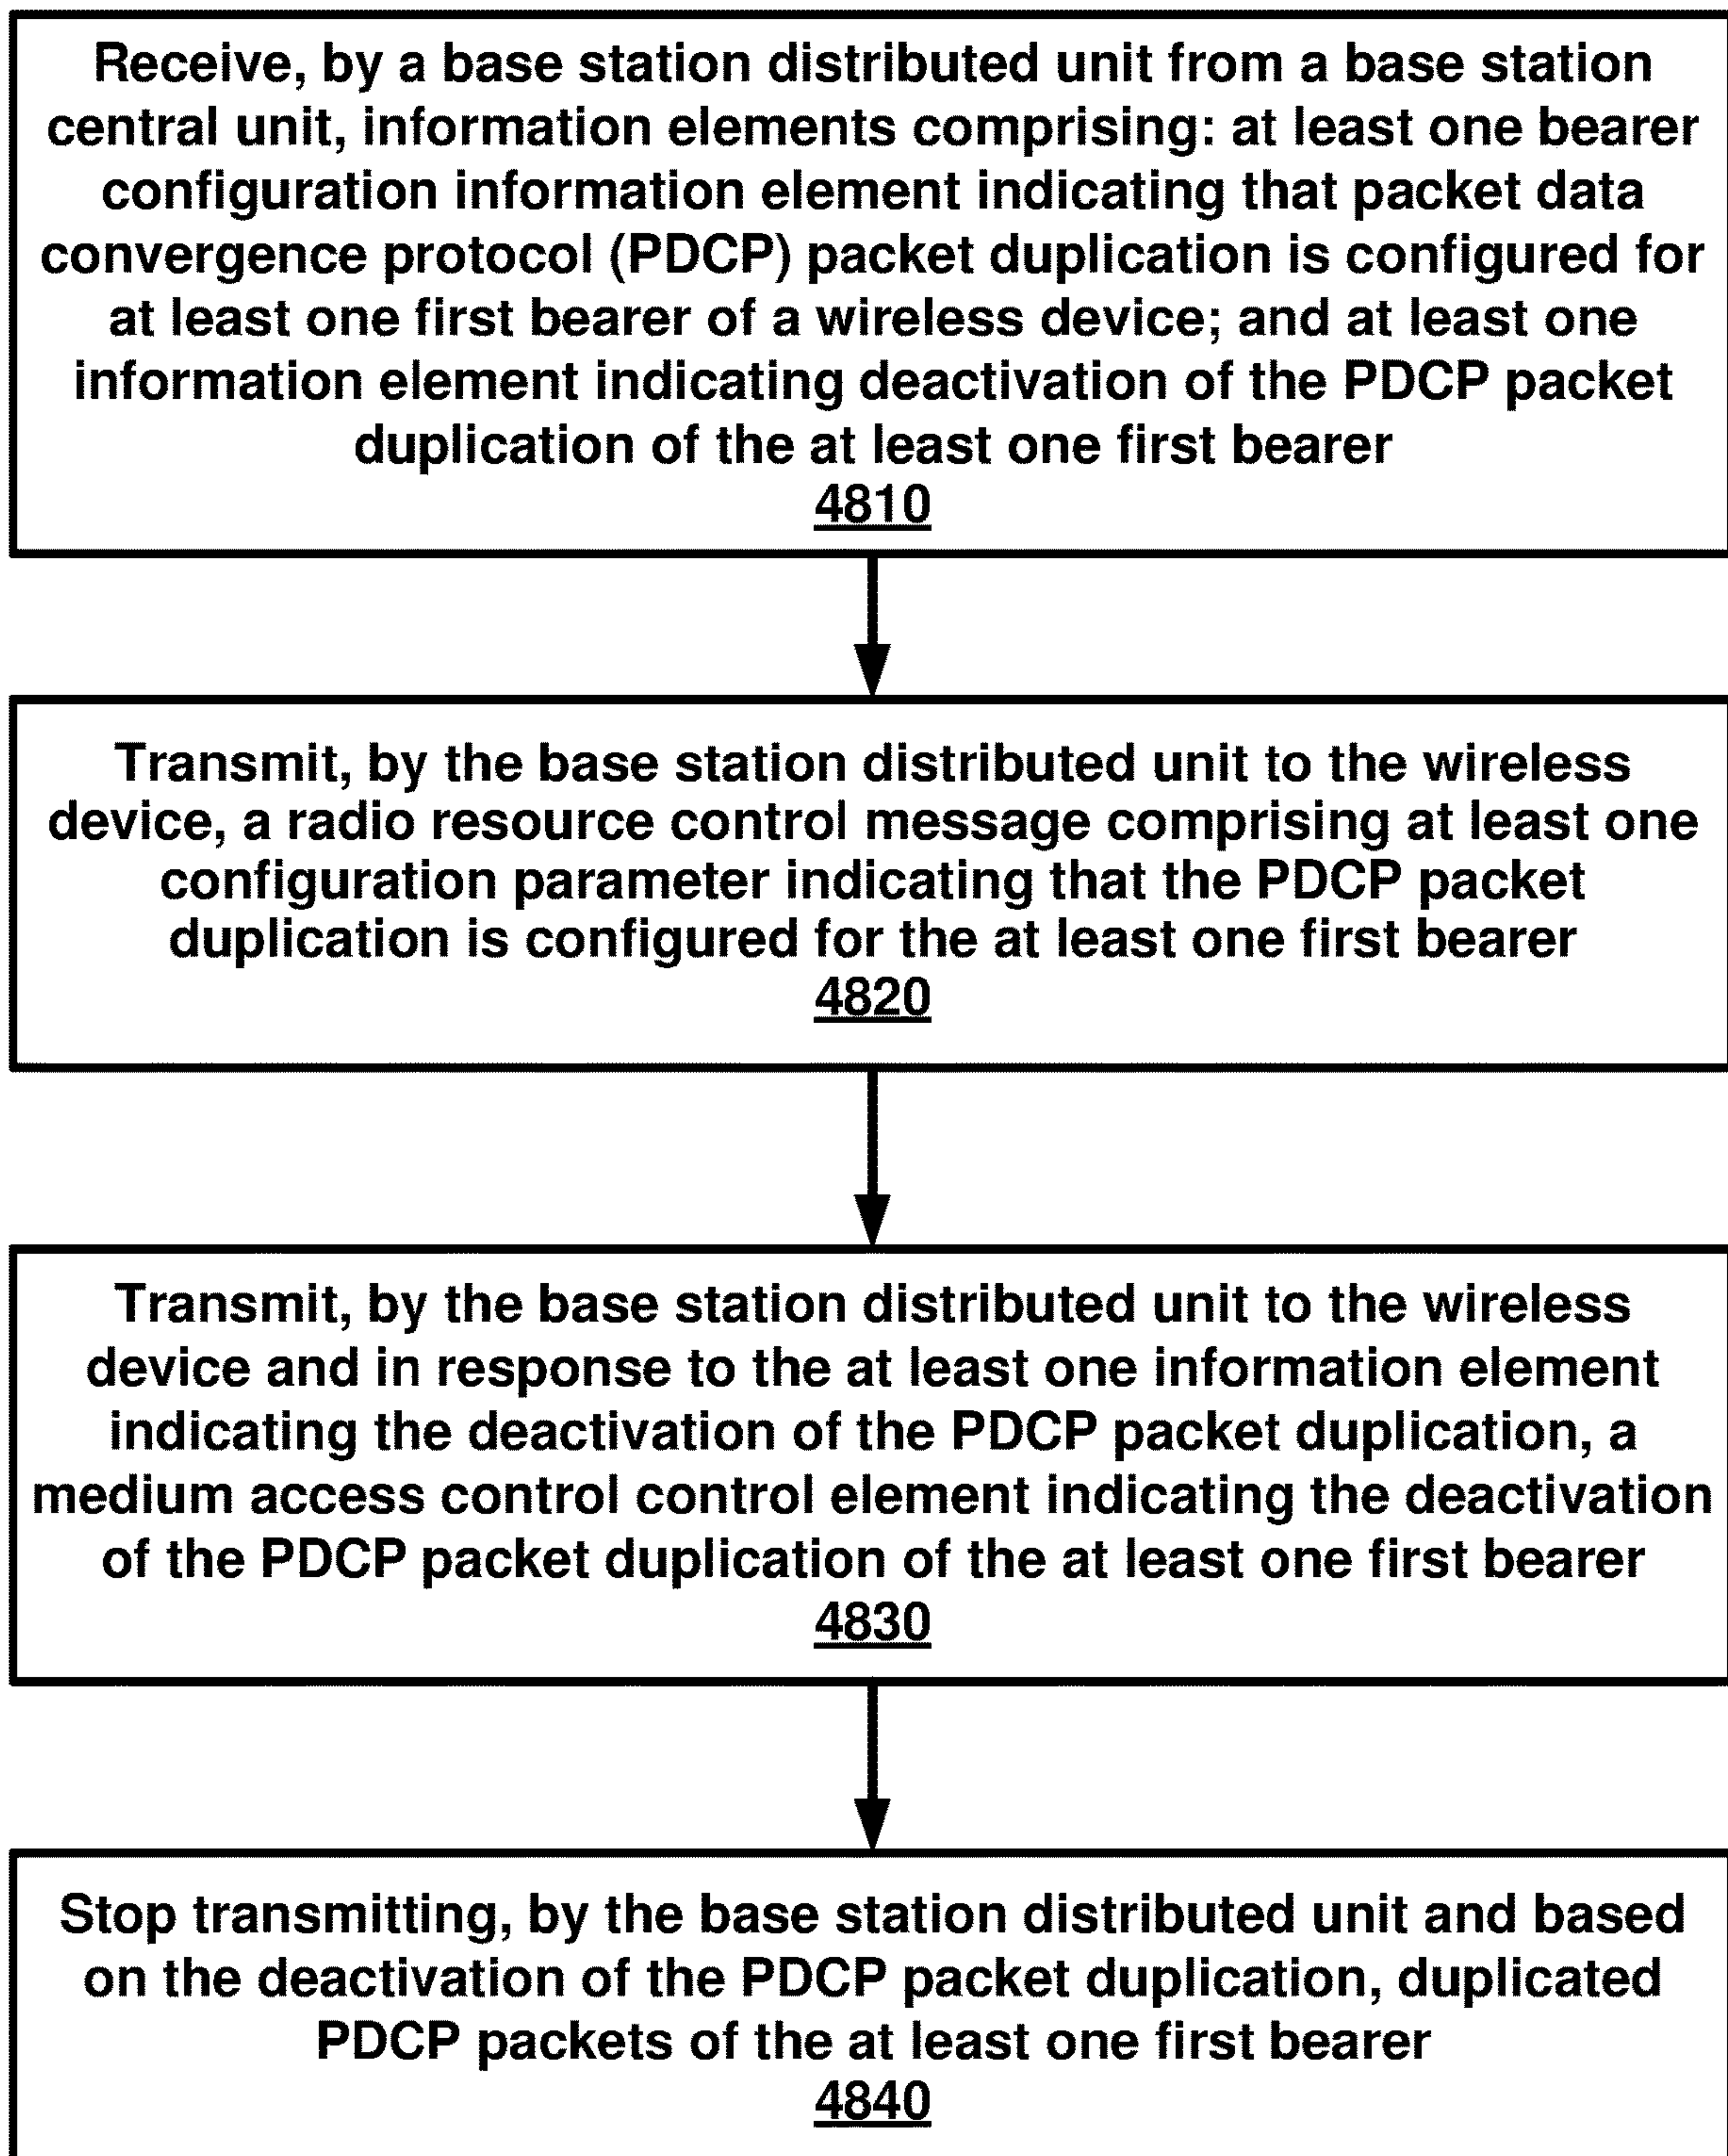 Receive, by a base station distributed unit from a base station
central unit, information elements comprising: at least one bearer
configuration information element indicating that packet data
convergence protocol (PDCP) packet duplication is configured for
at least one first bearer of a wireless device; and at least one
information element indicating deactivation of the PDCP packet
duplication of the at least one first bearer
4810
Transmit, by the base station distributed unit to the wireless
device, a radio resource control message comprising at least one
configuration parameter indicating that the PDCP packet
duplication is configured for the at least one first bearer
4820
Transmit, by the base station distributed unit to the wireless
device and in response to the at least one information element
indicating the deactivation of the PDCP packet duplication, a
medium access control control element indicating the deactivation
of the PDCP packet duplication of the at least one first bearer
4830
Stop transmitting, by the base station distributed unit and based
on the deactivation of the PDCP packet duplication, duplicated
PDCP packets of the at least one first bearer
4840